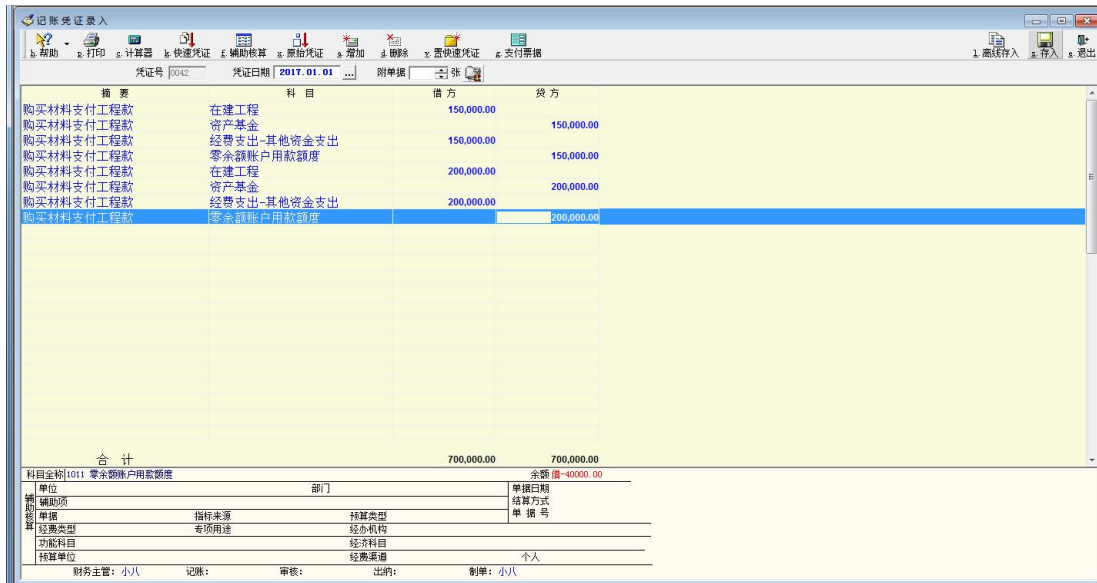 记账凭证录入
h.帮助 p.打印 c.计算器 k.快速凭证 f.辅助核算 x.原始凭证 a.增加 d.删除 z.置快速凭证 g.支付票据 l.离线存入 s.存入 e.退出
凭证号 0042 凭证日期 2017.01.01 ... 附单据 张
摘 要 科 目 借 方 贷 方
购买材料支付工程款 在建工程 150,000.00
购买材料支付工程款 资产基金 150,000.00
购买材料支付工程款 经费支出-其他资金支出 150,000.00
购买材料支付工程款 零余额账户用款额度 150,000.00
购买材料支付工程款 在建工程 200,000.00
购买材料支付工程款 资产基金 200,000.00
购买材料支付工程款 经费支出-其他资金支出 200,000.00
购买材料支付工程款 零余额账户用款额度 200,000.00
合 计 700,000.00 700,000.00
科目全称 1011 零余额账户用款额度 余额 借-40000.00
辅助核算
单位 部门 单据日期
辅助项 结算方式
单据 指标来源 预算类型 单 据 号
经费类型 专项用途 经办机构
功能科目 经济科目
预算单位 经费渠道 个人
财务主管: 小八 记账: 审核: 出纳: 制单: 小八